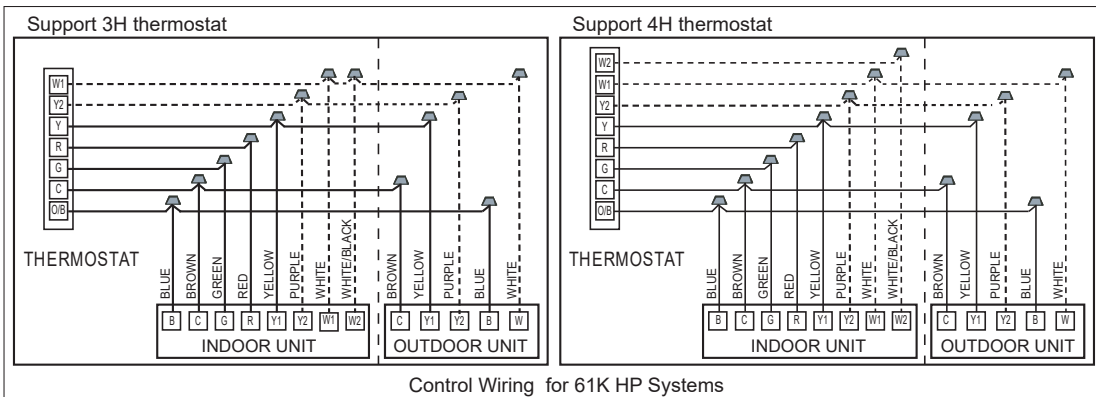 Support 3H thermostat
W1
Y2
Y
R
G
C
O/B
THERMOSTAT
BLUE
BROWN
GREEN
RED
YELLOW
PURPLE
WHITE
WHITE/BLACK
BROWN
YELLOW
PURPLE
BLUE
WHITE
B C G R Y1 Y2 W1 W2
C Y1 Y2 B W
INDOOR UNIT
OUTDOOR UNIT
Support 4H thermostat
W2
W1
Y2
Y
R
G
C
O/B
THERMOSTAT
BLUE
BROWN
GREEN
RED
YELLOW
PURPLE
WHITE
WHITE/BLACK
BROWN
YELLOW
PURPLE
BLUE
WHITE
B C G R Y1 Y2 W1 W2
C Y1 Y2 B W
INDOOR UNIT
OUTDOOR UNIT
Control Wiring for 61K HP Systems